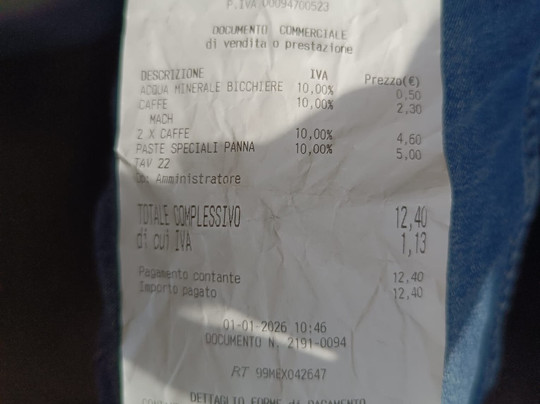 P.IVA 00094700523
DOCUMENTO COMMERCIALE
di vendita o prestazione
DESCRIZIONE IVA Prezzo(€)
ACQUA MINERALE BICCHIERE 10,00% 0,50
CAFFE 10,00% 2,30
MACH
2 X CAFFE 10,00% 4,60
PASTE SPECIALI PANNA 10,00% 5,00
TAV 22
Amministratore
TOTALE COMPLESSIVO 12,40
di cui IVA 1,13
Pagamento contante 12,40
Importo pagato 12,40
01-01-2026 10:46
DOCUMENTO N. 2191-0094
RT 99MEX042647
DETTAGLIO FORME di PAGAMENTO